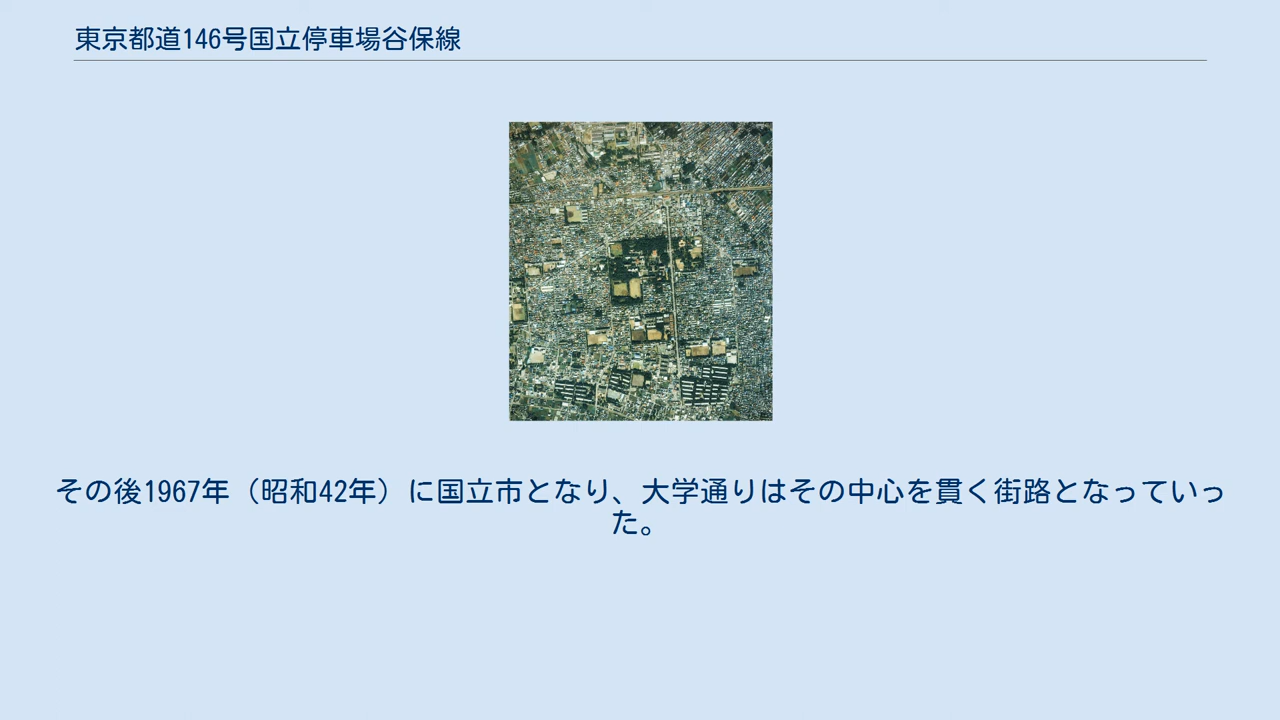 東京都道146号国立停車場谷保線
その後1967年（昭和42年）に国立市となり、大学通りはその中心を貫く街路となっていっ
た。